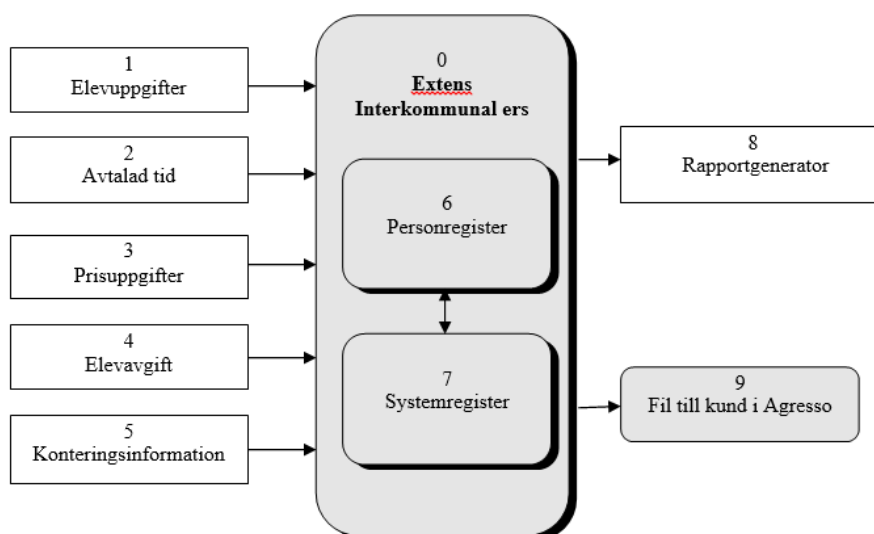 1
Elevuppgifter
2
Avtalad tid
3
Prisuppgifter
4
Elevavgift
5
Konteringsinformation
0
Extens
Interkommunal ers
6
Personregister
7
Systemregister
8
Rapportgenerator
9
Fil till kund i Agresso